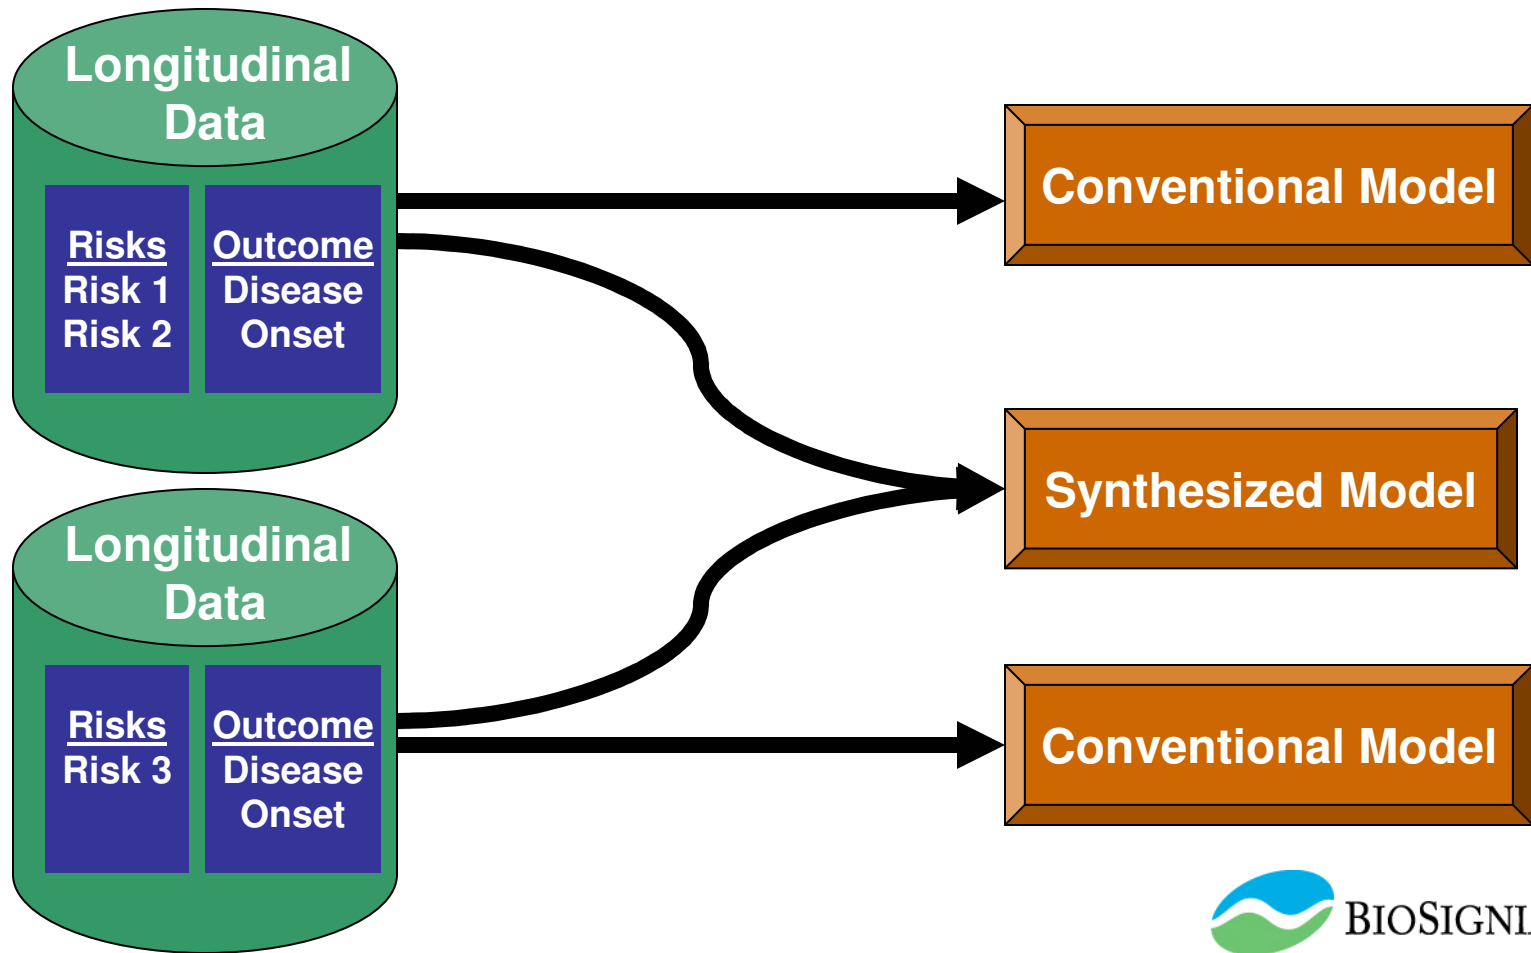 Longitudinal
Data
Risks
Risk 1
Risk 2
Outcome
Disease
Onset
Conventional Model
Synthesized Model
Longitudinal
Data
Risks
Risk 3
Outcome
Disease
Onset
Conventional Model